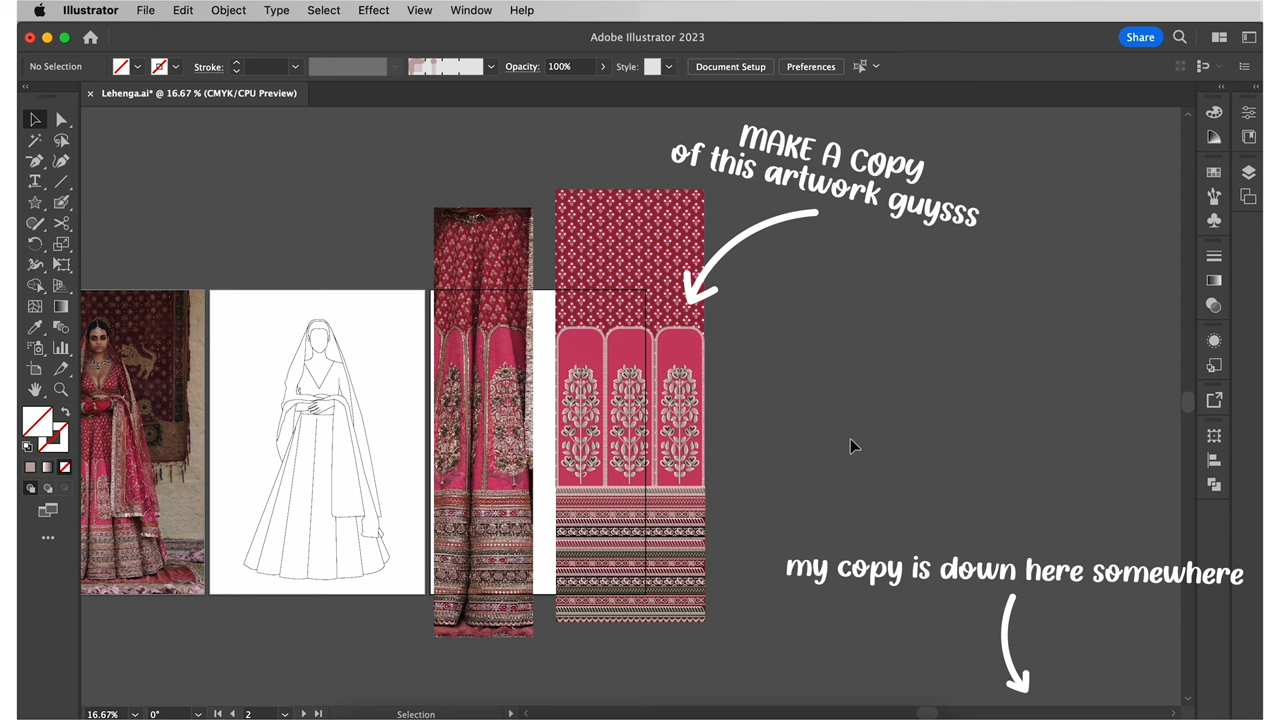 Illustrator File Edit Object Type Select Effect View Window Help
Adobe Illustrator 2023
Share
No Selection
Stroke:
Opacity: 100%
Style:
Document Setup
Preferences
× Lehenga.ai* @ 16.67 % (CMYK/CPU Preview)
MAKE A COPY
of this artwork guysss
my copy is down here somewhere
16.67%
0°
2
Selection